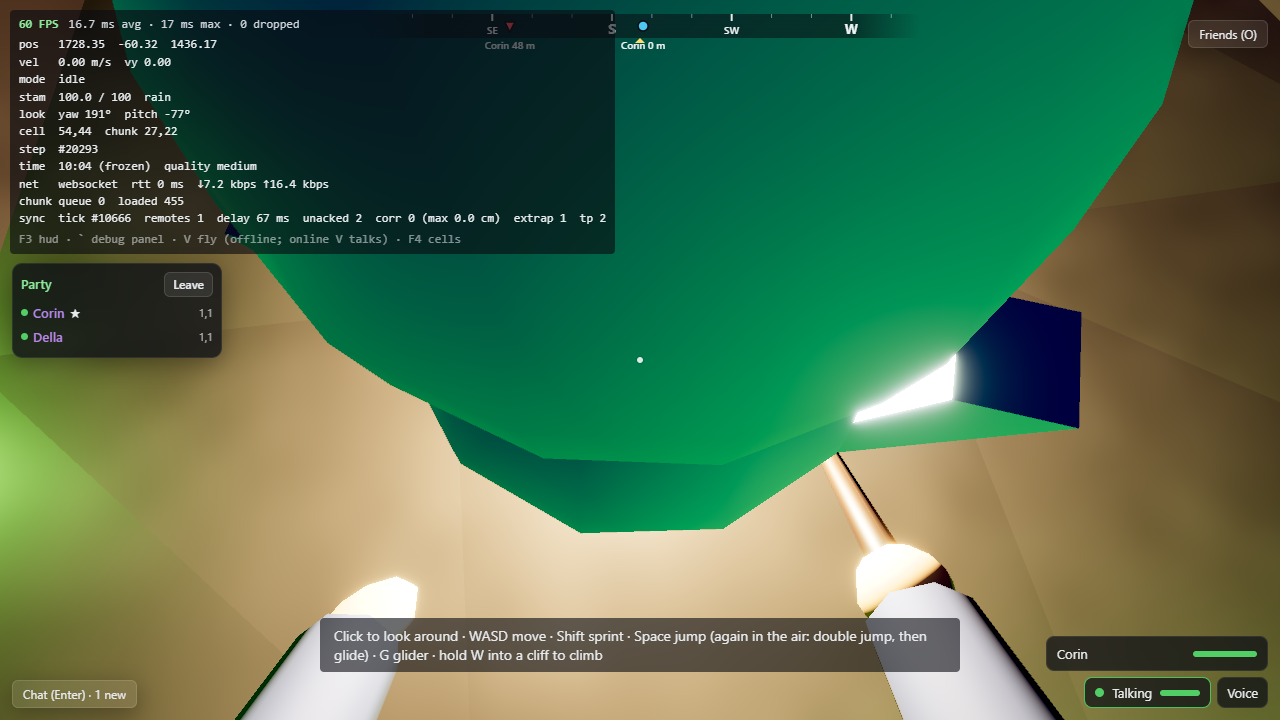 60 FPS 16.7 ms avg · 17 ms max · 0 dropped
pos 1728.35 -60.32 1436.17
vel 0.00 m/s vy 0.00
mode idle
stam 100.0 / 100 rain
look yaw 191° pitch -77°
cell 54,44 chunk 27,22
step #20293
time 10:04 (frozen) quality medium
net websocket rtt 0 ms ↓7.2 kbps ↑16.4 kbps
chunk queue 0 loaded 455
sync tick #10666 remotes 1 delay 67 ms unacked 2 corr 0 (max 0.0 cm) extrap 1 tp 2
F3 hud · ` debug panel · V fly (offline; online V talks) · F4 cells
SE S SW W
Corin 48 m Corin 0 m
Friends (O)
Party Leave
Corin ★ 1,1
Della 1,1
Click to look around · WASD move · Shift sprint · Space jump (again in the air: double jump, then
glide) · G glider · hold W into a cliff to climb
Corin
Talking Voice
Chat (Enter) · 1 new